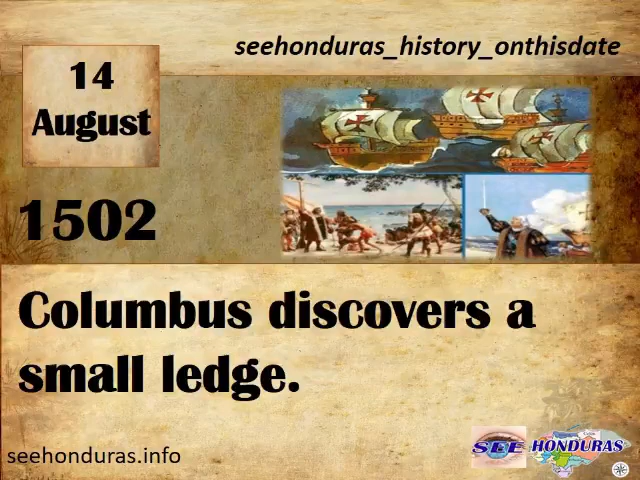 seehonduras_history_onthisdate
14
August
1502
Columbus discovers a
small ledge.
seehonduras.info
SEE HONDURAS